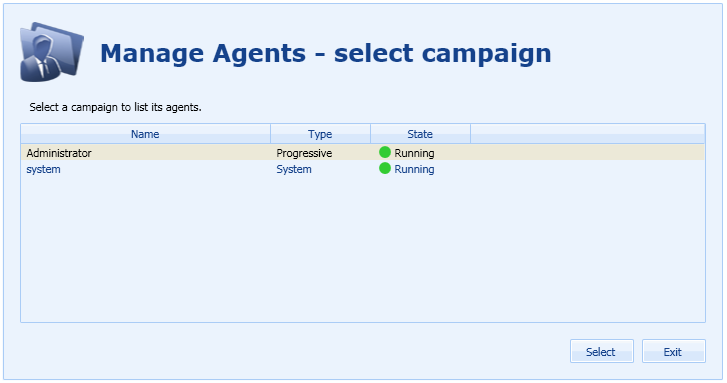 Manage Agents - select campaign
Select a campaign to list its agents.
Name Type State
Administrator Progressive Running
system System Running
Select Exit